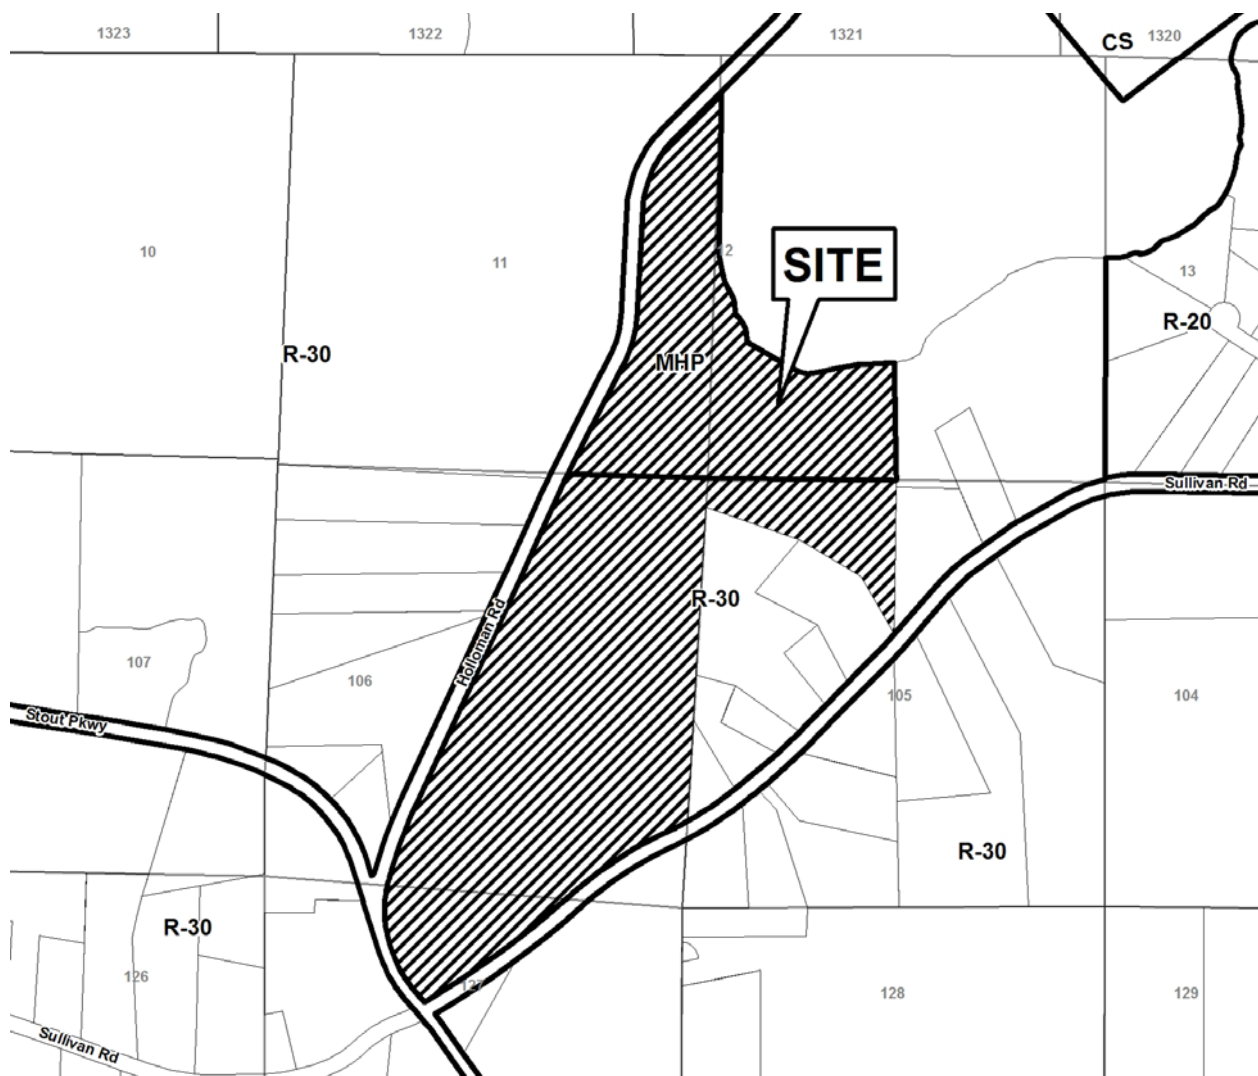 1323
1322
1321
1320
CS
10
11
12
SITE
13
R-20
R-30
MHP
Sullivan Rd
Holloman Rd
R-30
107
106
105
104
Stout Pkwy
R-30
R-30
126
127
128
129
Sullivan Rd